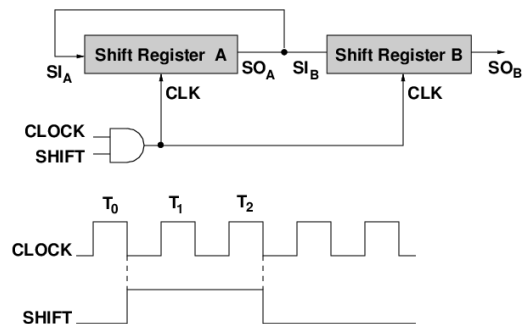 Shift Register A
Shift Register B
SI_A
SO_A
SI_B
SO_B
CLK
CLK
CLOCK
SHIFT
T_0
T_1
T_2
CLOCK
SHIFT